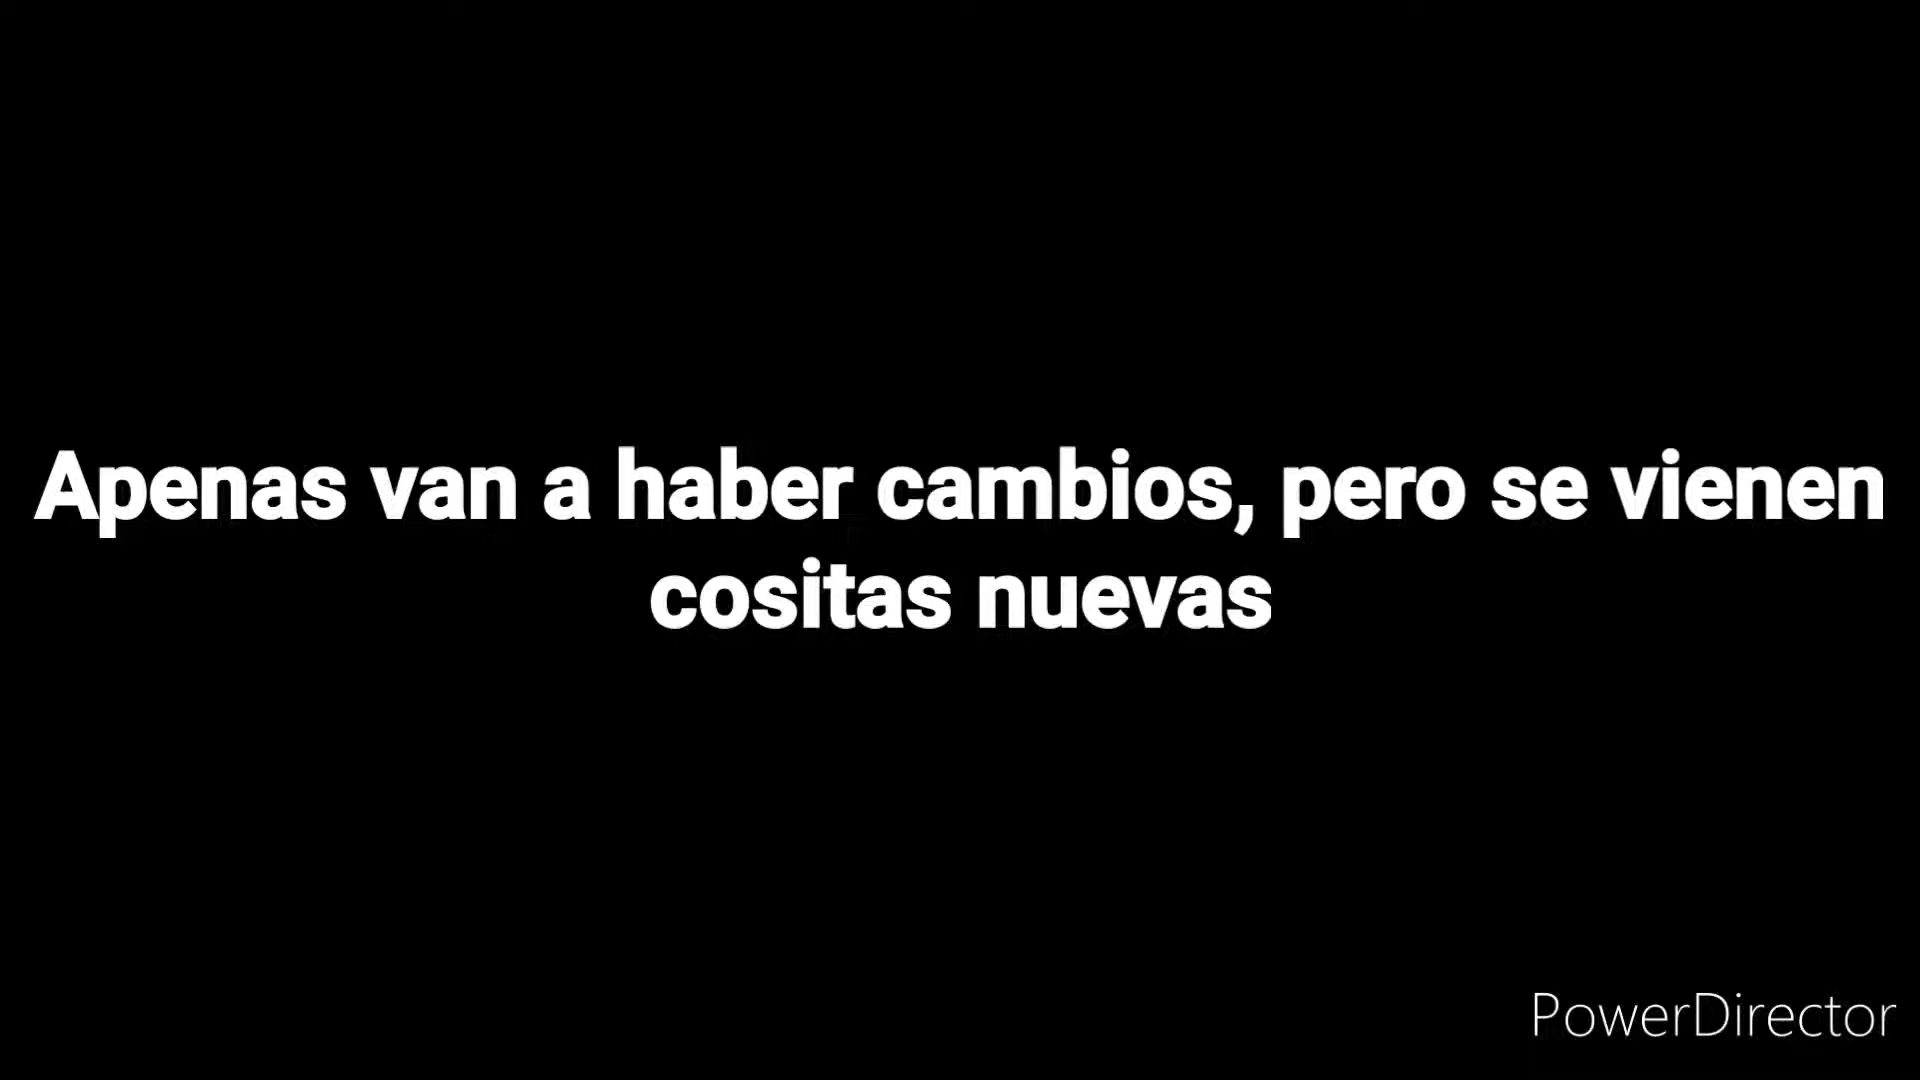 Apenas van a haber cambios, pero se vienen
cositas nuevas
PowerDirector